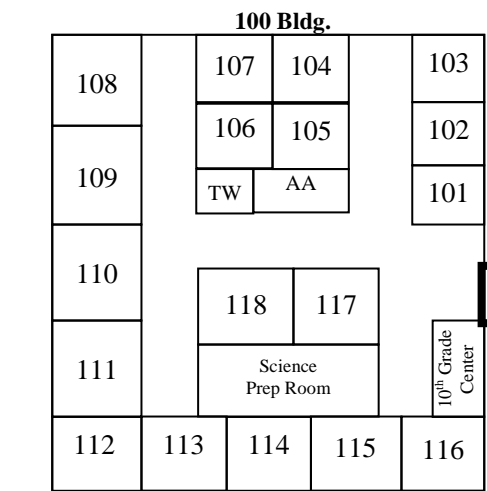 100 Bldg.
107 104 103
108
106 105 102
109
TW AA 101
110
118 117
111
Science
Prep Room
10th Grade
Center
112 113 114 115 116